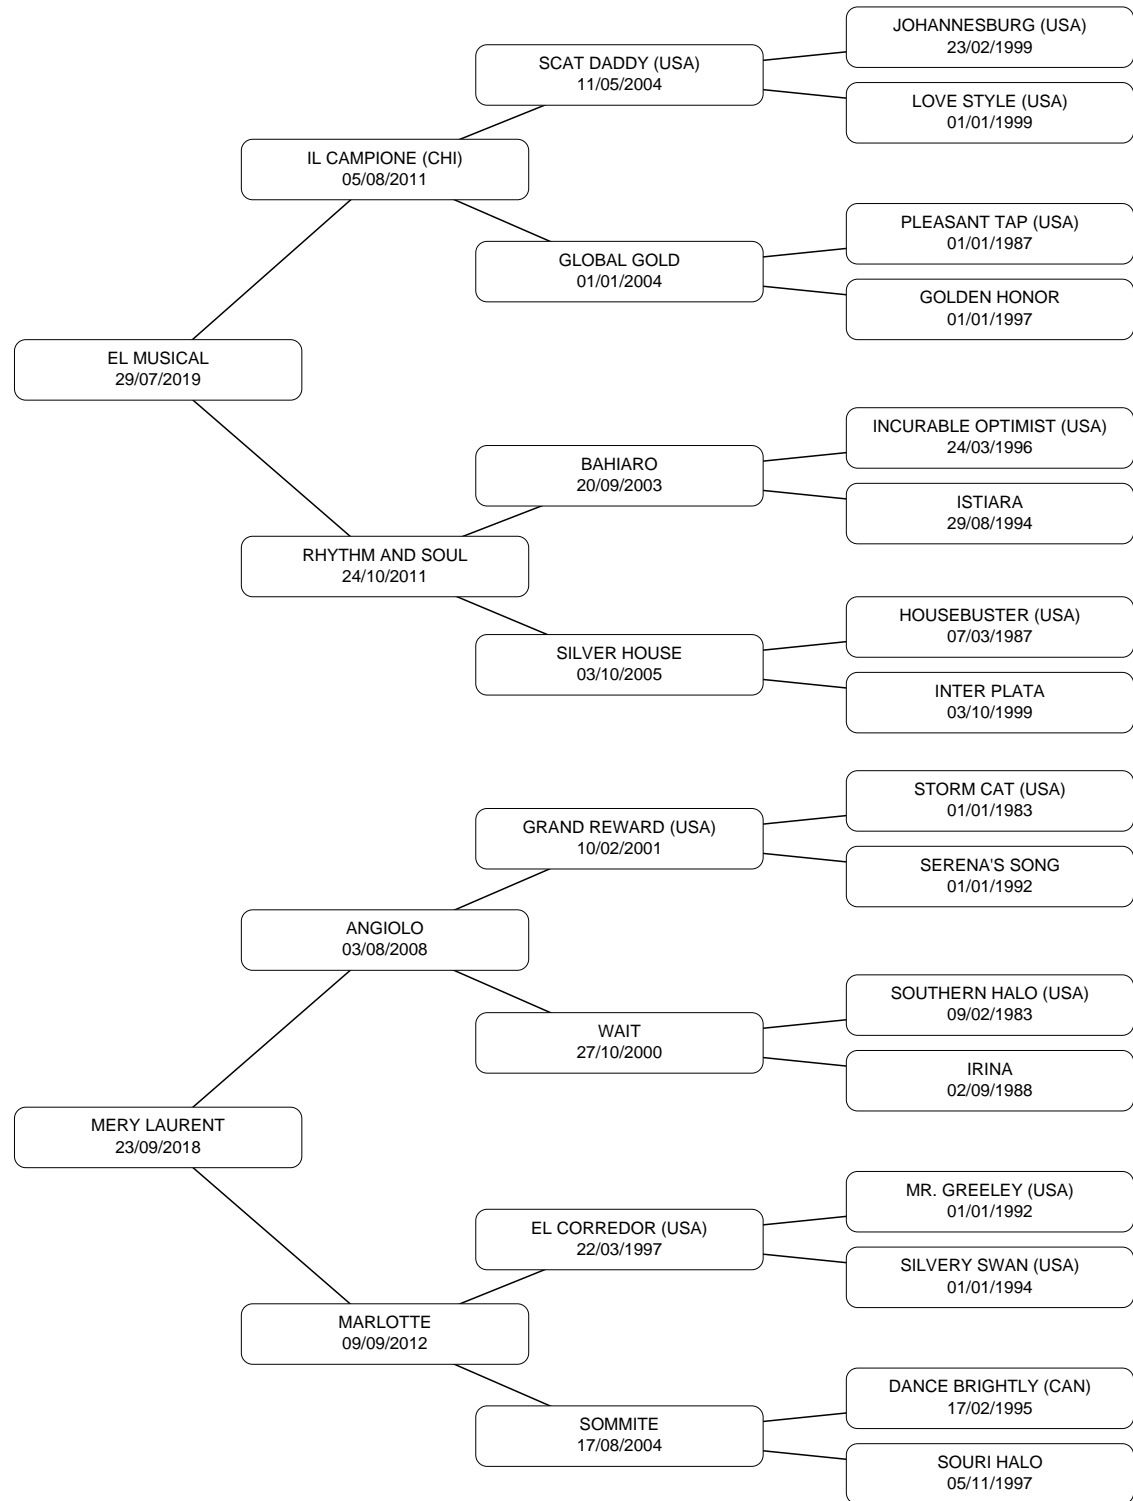 JOHANNESBURG (USA)
23/02/1999
SCAT DADDY (USA)
11/05/2004
LOVE STYLE (USA)
01/01/1999
IL CAMPIONE (CHI)
05/08/2011
PLEASANT TAP (USA)
01/01/1987
GLOBAL GOLD
01/01/2004
GOLDEN HONOR
01/01/1997
EL MUSICAL
29/07/2019
INCURABLE OPTIMIST (USA)
24/03/1996
BAHIARO
20/09/2003
ISTIARA
29/08/1994
RHYTHM AND SOUL
24/10/2011
HOUSEBUSTER (USA)
07/03/1987
SILVER HOUSE
03/10/2005
INTER PLATA
03/10/1999
STORM CAT (USA)
01/01/1983
GRAND REWARD (USA)
10/02/2001
SERENA'S SONG
01/01/1992
ANGIOLO
03/08/2008
SOUTHERN HALO (USA)
09/02/1983
WAIT
27/10/2000
IRINA
02/09/1988
MERY LAURENT
23/09/2018
MR. GREELEY (USA)
01/01/1992
EL CORREDOR (USA)
22/03/1997
SILVERY SWAN (USA)
01/01/1994
MARLOTTE
09/09/2012
DANCE BRIGHTLY (CAN)
17/02/1995
SOMMITE
17/08/2004
SOURI HALO
05/11/1997